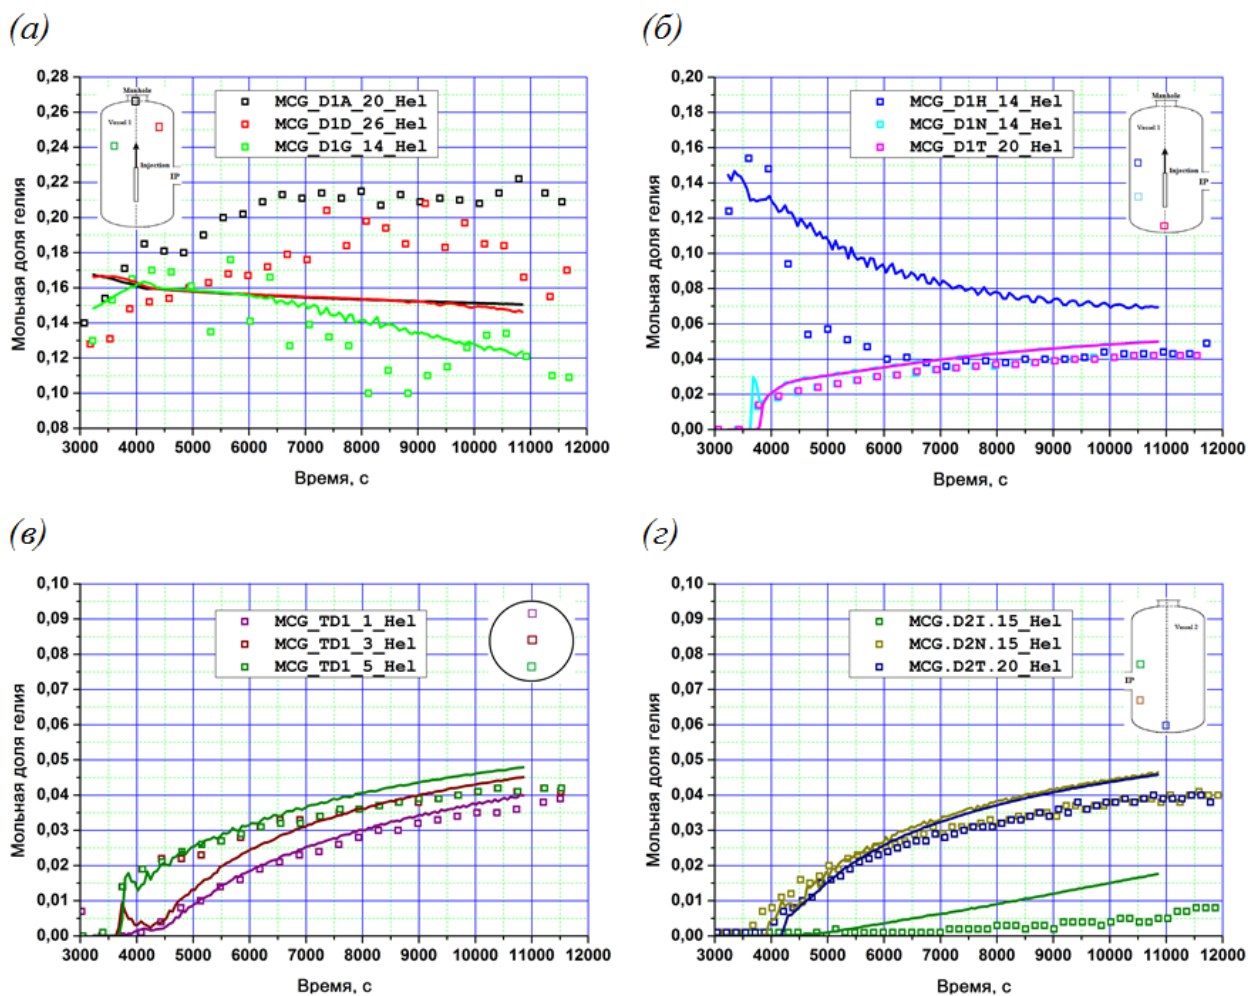 (а)
0,28
0,26
0,24
0,22
0,20
0,18
0,16
0,14
0,12
0,10
0,08
Мольная доля гелия
Manhole
Vessel 1
Injection
IP
MCG_D1A_20_Hel
MCG_D1D_26_Hel
MCG_D1G_14_Hel
3000 4000 5000 6000 7000 8000 9000 10000 11000 12000
Время, с
(б)
0,20
0,18
0,16
0,14
0,12
0,10
0,08
0,06
0,04
0,02
0,00
Мольная доля гелия
MCG_D1H_14_Hel
MCG_D1N_14_Hel
MCG_D1T_20_Hel
Manhole
Vessel 1
Injection
IP
3000 4000 5000 6000 7000 8000 9000 10000 11000 12000
Время, с
(в)
0,10
0,09
0,08
0,07
0,06
0,05
0,04
0,03
0,02
0,01
0,00
Мольная доля гелия
MCG_TD1_1_Hel
MCG_TD1_3_Hel
MCG_TD1_5_Hel
3000 4000 5000 6000 7000 8000 9000 10000 11000 12000
Время, с
(г)
0,10
0,09
0,08
0,07
0,06
0,05
0,04
0,03
0,02
0,01
0,00
Мольная доля гелия
MCG.D2I.15_Hel
MCG.D2N.15_Hel
MCG.D2T.20_Hel
Manhole
Vessel 2
IP
3000 4000 5000 6000 7000 8000 9000 10000 11000 12000
Время, с